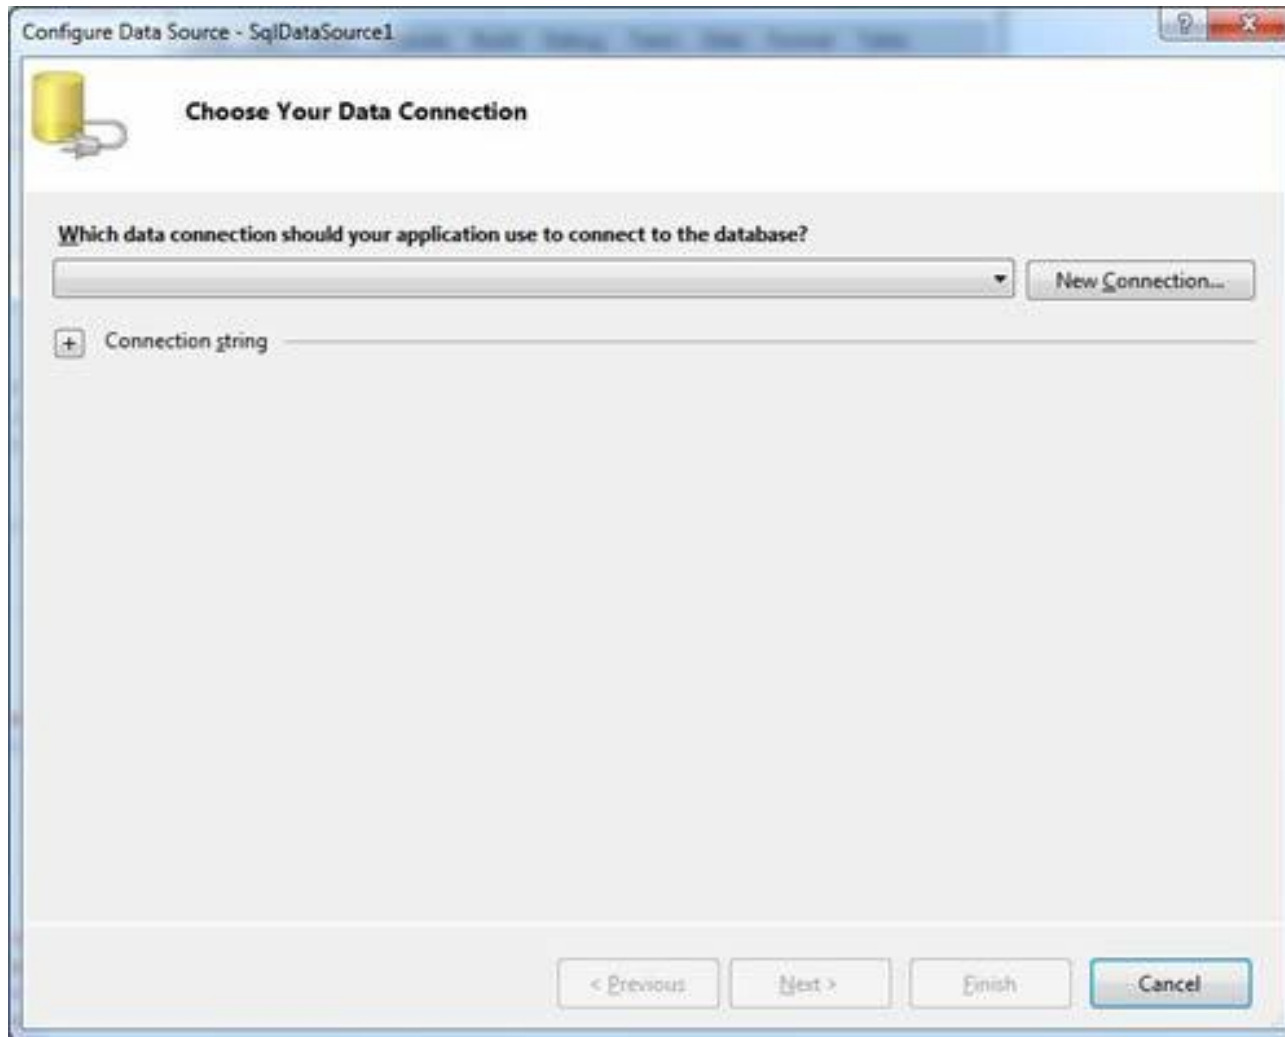 Configure Data Source - SqlDataSource1
Choose Your Data Connection
Which data connection should your application use to connect to the database?
New Connection...
+ Connection string
< Previous Next > Finish Cancel